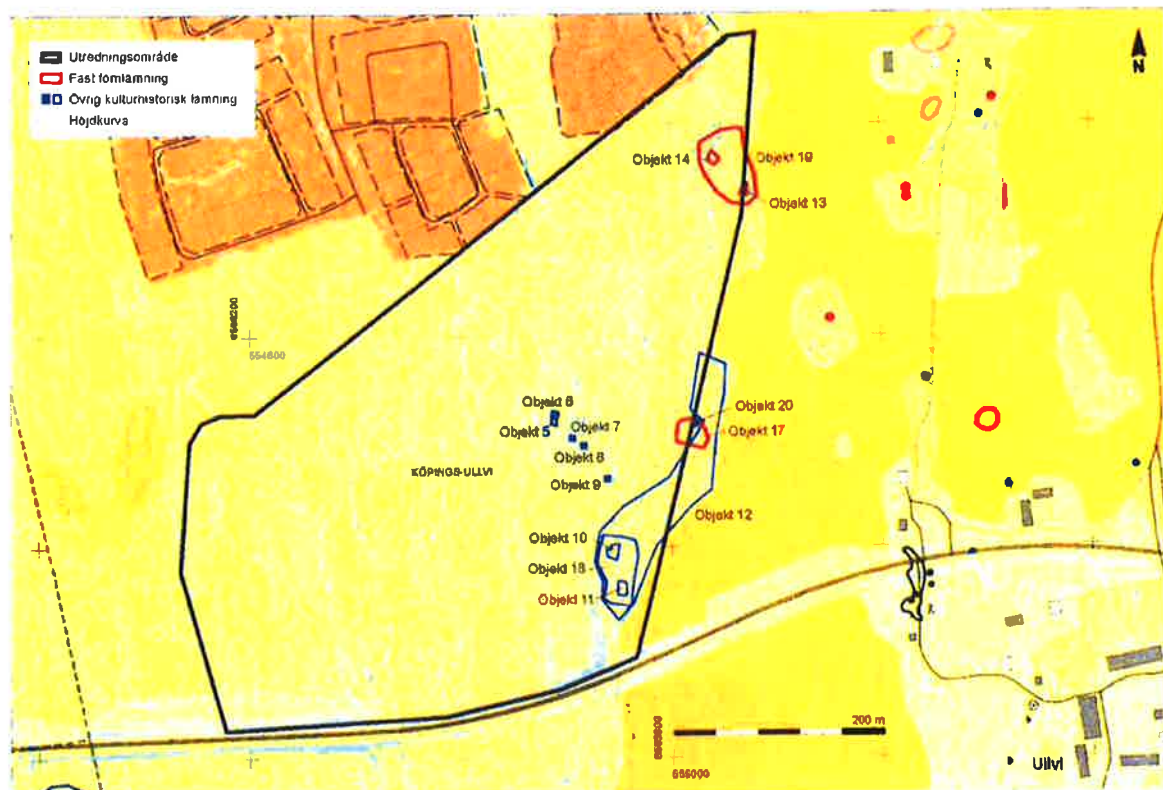 Utredningsområde
Fast fornlämning
Övrig kulturhistorisk lämning
Höjdkurva
N
Objekt 14
Objekt 19
Objekt 13
554600
Objekt 6
Objekt 5
Objekt 7
Objekt 8
Objekt 9
Objekt 20
Objekt 17
KÖPINGS-ULLVI
Objekt 12
Objekt 10
Objekt 18
Objekt 11
200 m
Ullvi